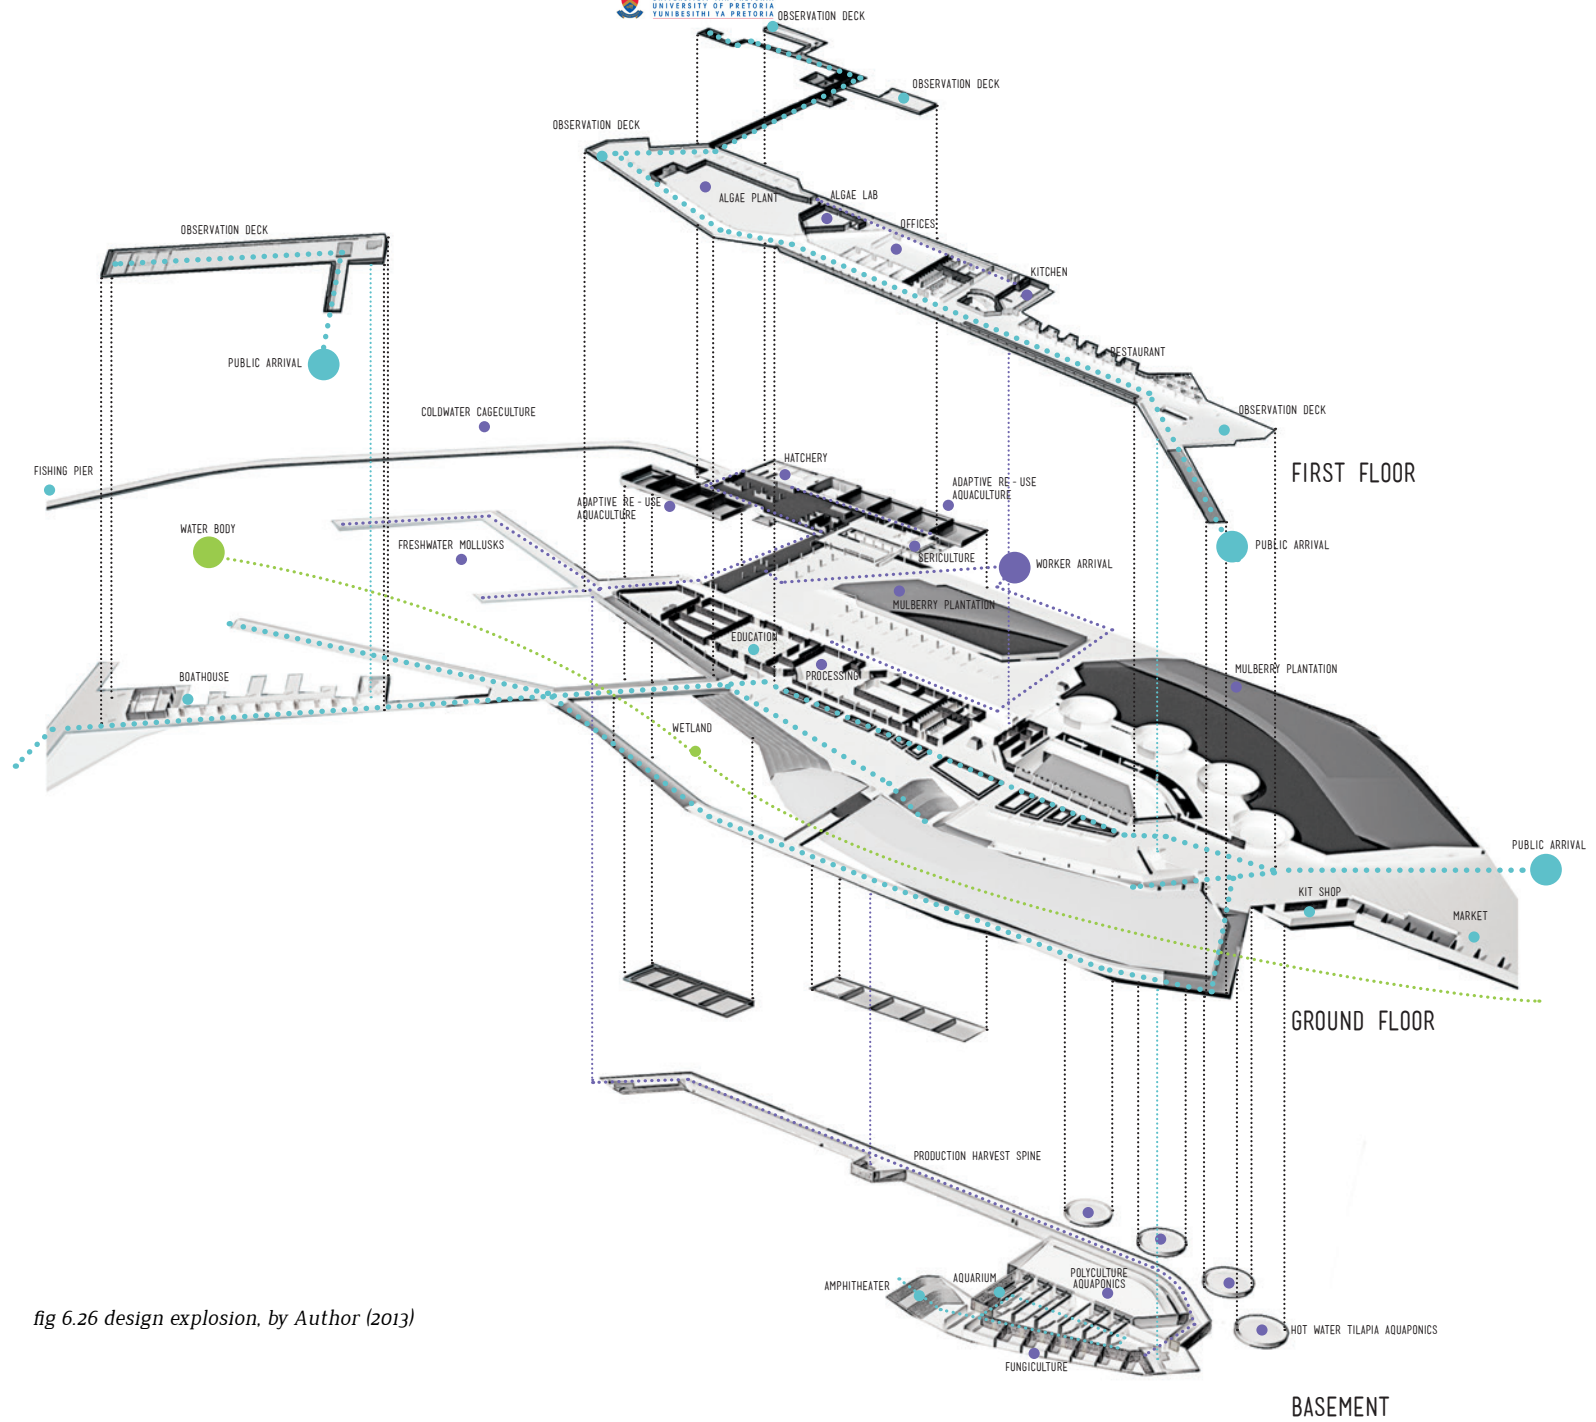 UNIVERSITY OF PRETORIA
YUNIBESITHI YA PRETORIA
OBSERVATION DECK
OBSERVATION DECK
OBSERVATION DECK
ALGAE PLANT
ALGAE LAB
OFFICES
OBSERVATION DECK
KITCHEN
PUBLIC ARRIVAL
RESTAURANT
COLDWATER CAGECULTURE
OBSERVATION DECK
FISHING PIER
HATCHERY
FIRST FLOOR
ADAPTIVE RE-USE
AQUACULTURE
ADAPTIVE RE-USE
AQUACULTURE
WATER BODY
FRESHWATER MOLLUSKS
SERICULTURE
WORKER ARRIVAL
PUBLIC ARRIVAL
MULBERRY PLANTATION
EDUCATION
BOATHOUSE
PROCESSING
MULBERRY PLANTATION
WETLAND
PUBLIC ARRIVAL
KIT SHOP
MARKET
GROUND FLOOR
PRODUCTION HARVEST SPINE
AMPHITHEATER
AQUARIUM
POLYCULTURE
AQUAPONICS
HOT WATER TILAPIA AQUAPONICS
FUNGICULTURE
fig 6.26 design explosion, by Author (2013)
BASEMENT